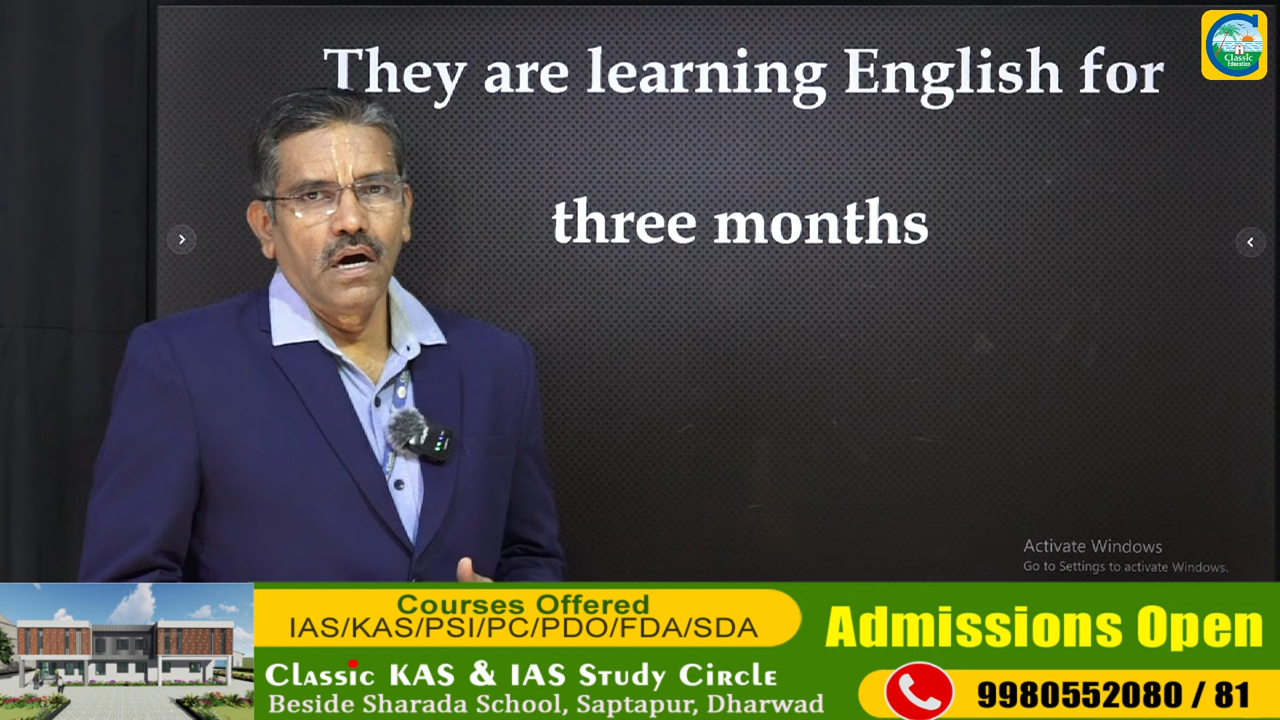 They are learning English for
three months
Classic
Education
Activate Windows
Go to Settings to activate Windows.
Courses Offered
IAS/KAS/PSI/PC/PDO/FDA/SDA
Classic KAS & IAS Study Circle
Beside Sharada School, Saptapur, Dharwad
Admissions Open
9980552080 / 81